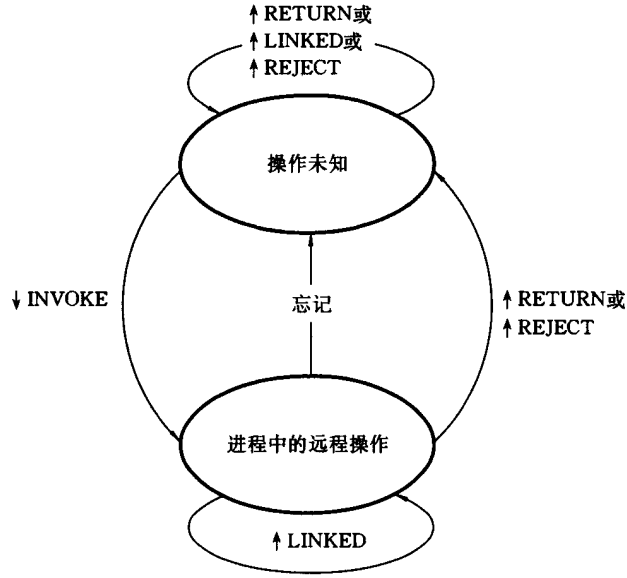 ↑ RETURN或
↑ LINKED或
↑ REJECT
操作未知
↓ INVOKE
忘记
↑ RETURN或
↑ REJECT
进程中的远程操作
↑ LINKED